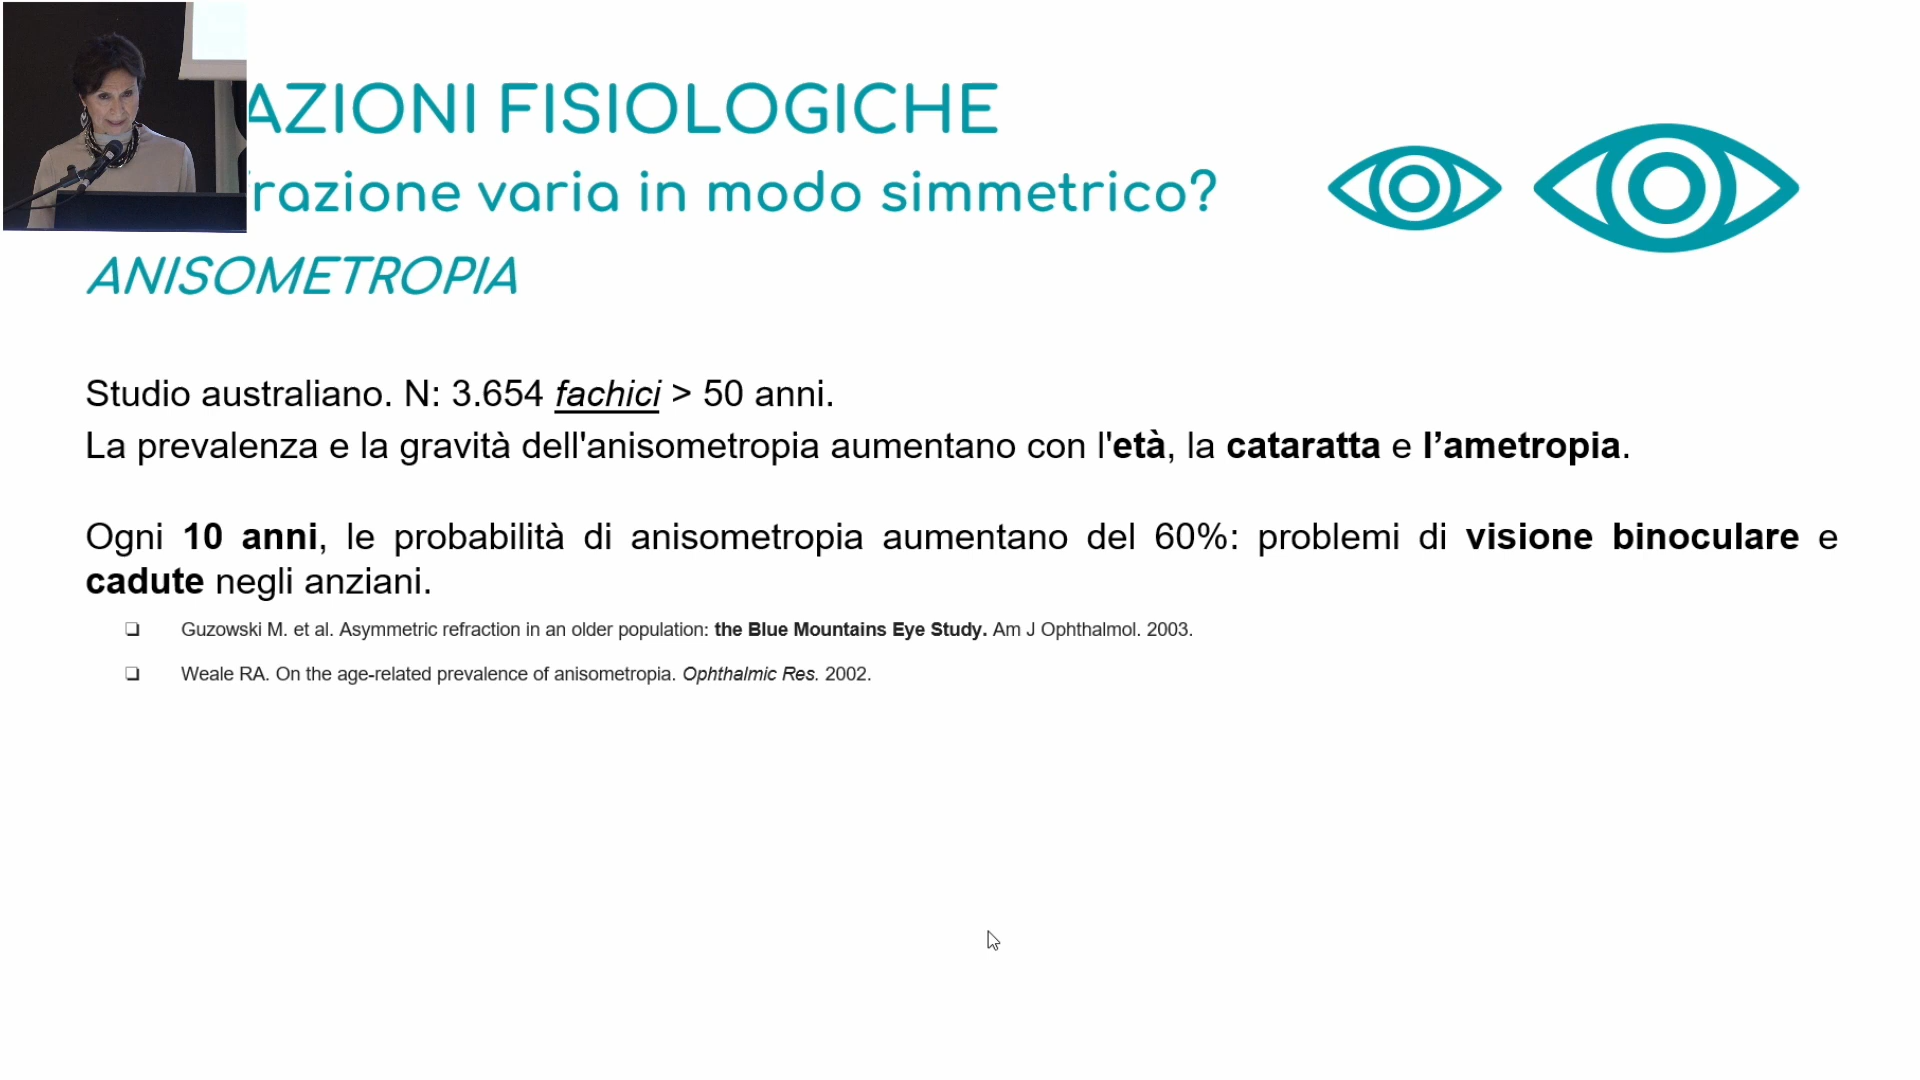 AZIONI FISIOLOGICHE
razione varia in modo simmetrico?
ANISOMETROPIA
Studio australiano. N: 3.654 fachici > 50 anni.
La prevalenza e la gravità dell'anisometropia aumentano con l'età, la cataratta e l’ametropia.
Ogni 10 anni, le probabilità di anisometropia aumentano del 60%: problemi di visione binoculare e
cadute negli anziani.
❑ Guzowski M. et al. Asymmetric refraction in an older population: the Blue Mountains Eye Study. Am J Ophthalmol. 2003.
❑ Weale RA. On the age-related prevalence of anisometropia. Ophthalmic Res. 2002.